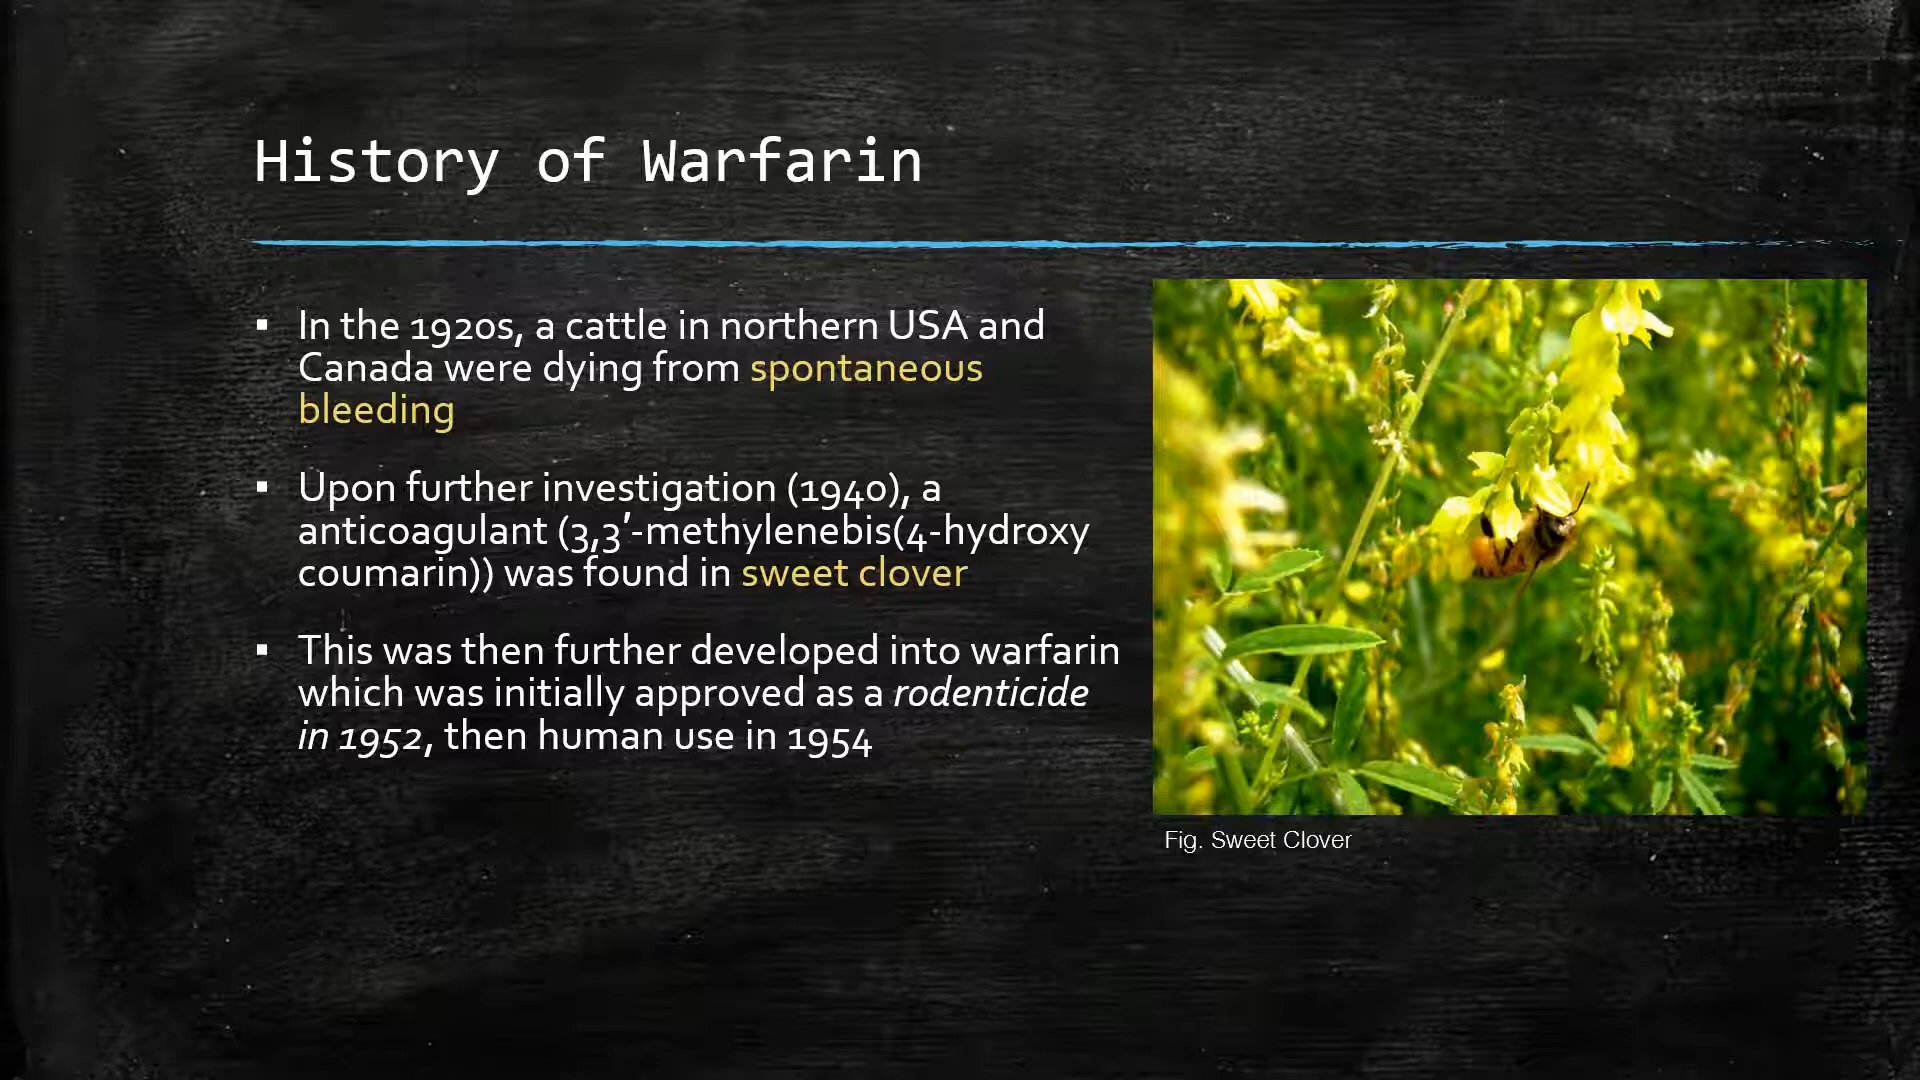 History of Warfarin
▪ In the 1920s, a cattle in northern USA and
Canada were dying from spontaneous
bleeding
▪ Upon further investigation (1940), a
anticoagulant (3,3′-methylenebis(4-hydroxy
coumarin)) was found in sweet clover
▪ This was then further developed into warfarin
which was initially approved as a rodenticide
in 1952, then human use in 1954
Fig. Sweet Clover